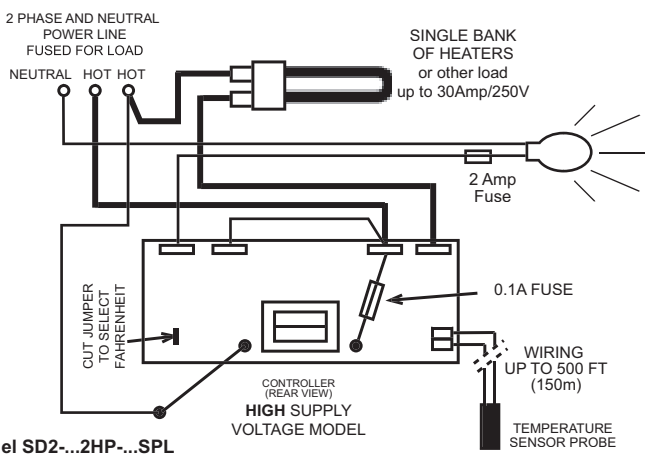 2 PHASE AND NEUTRAL
POWER LINE
FUSED FOR LOAD
NEUTRAL HOT HOT
SINGLE BANK
OF HEATERS
or other load
up to 30Amp/250V
2 Amp
Fuse
CUT JUMPER
TO SELECT
FAHRENHEIT
0.1A FUSE
WIRING
UP TO 500 FT
(150m)
CONTROLLER
(REAR VIEW)
HIGH SUPPLY
VOLTAGE MODEL
TEMPERATURE
SENSOR PROBE
el SD2-...2HP-...SPL